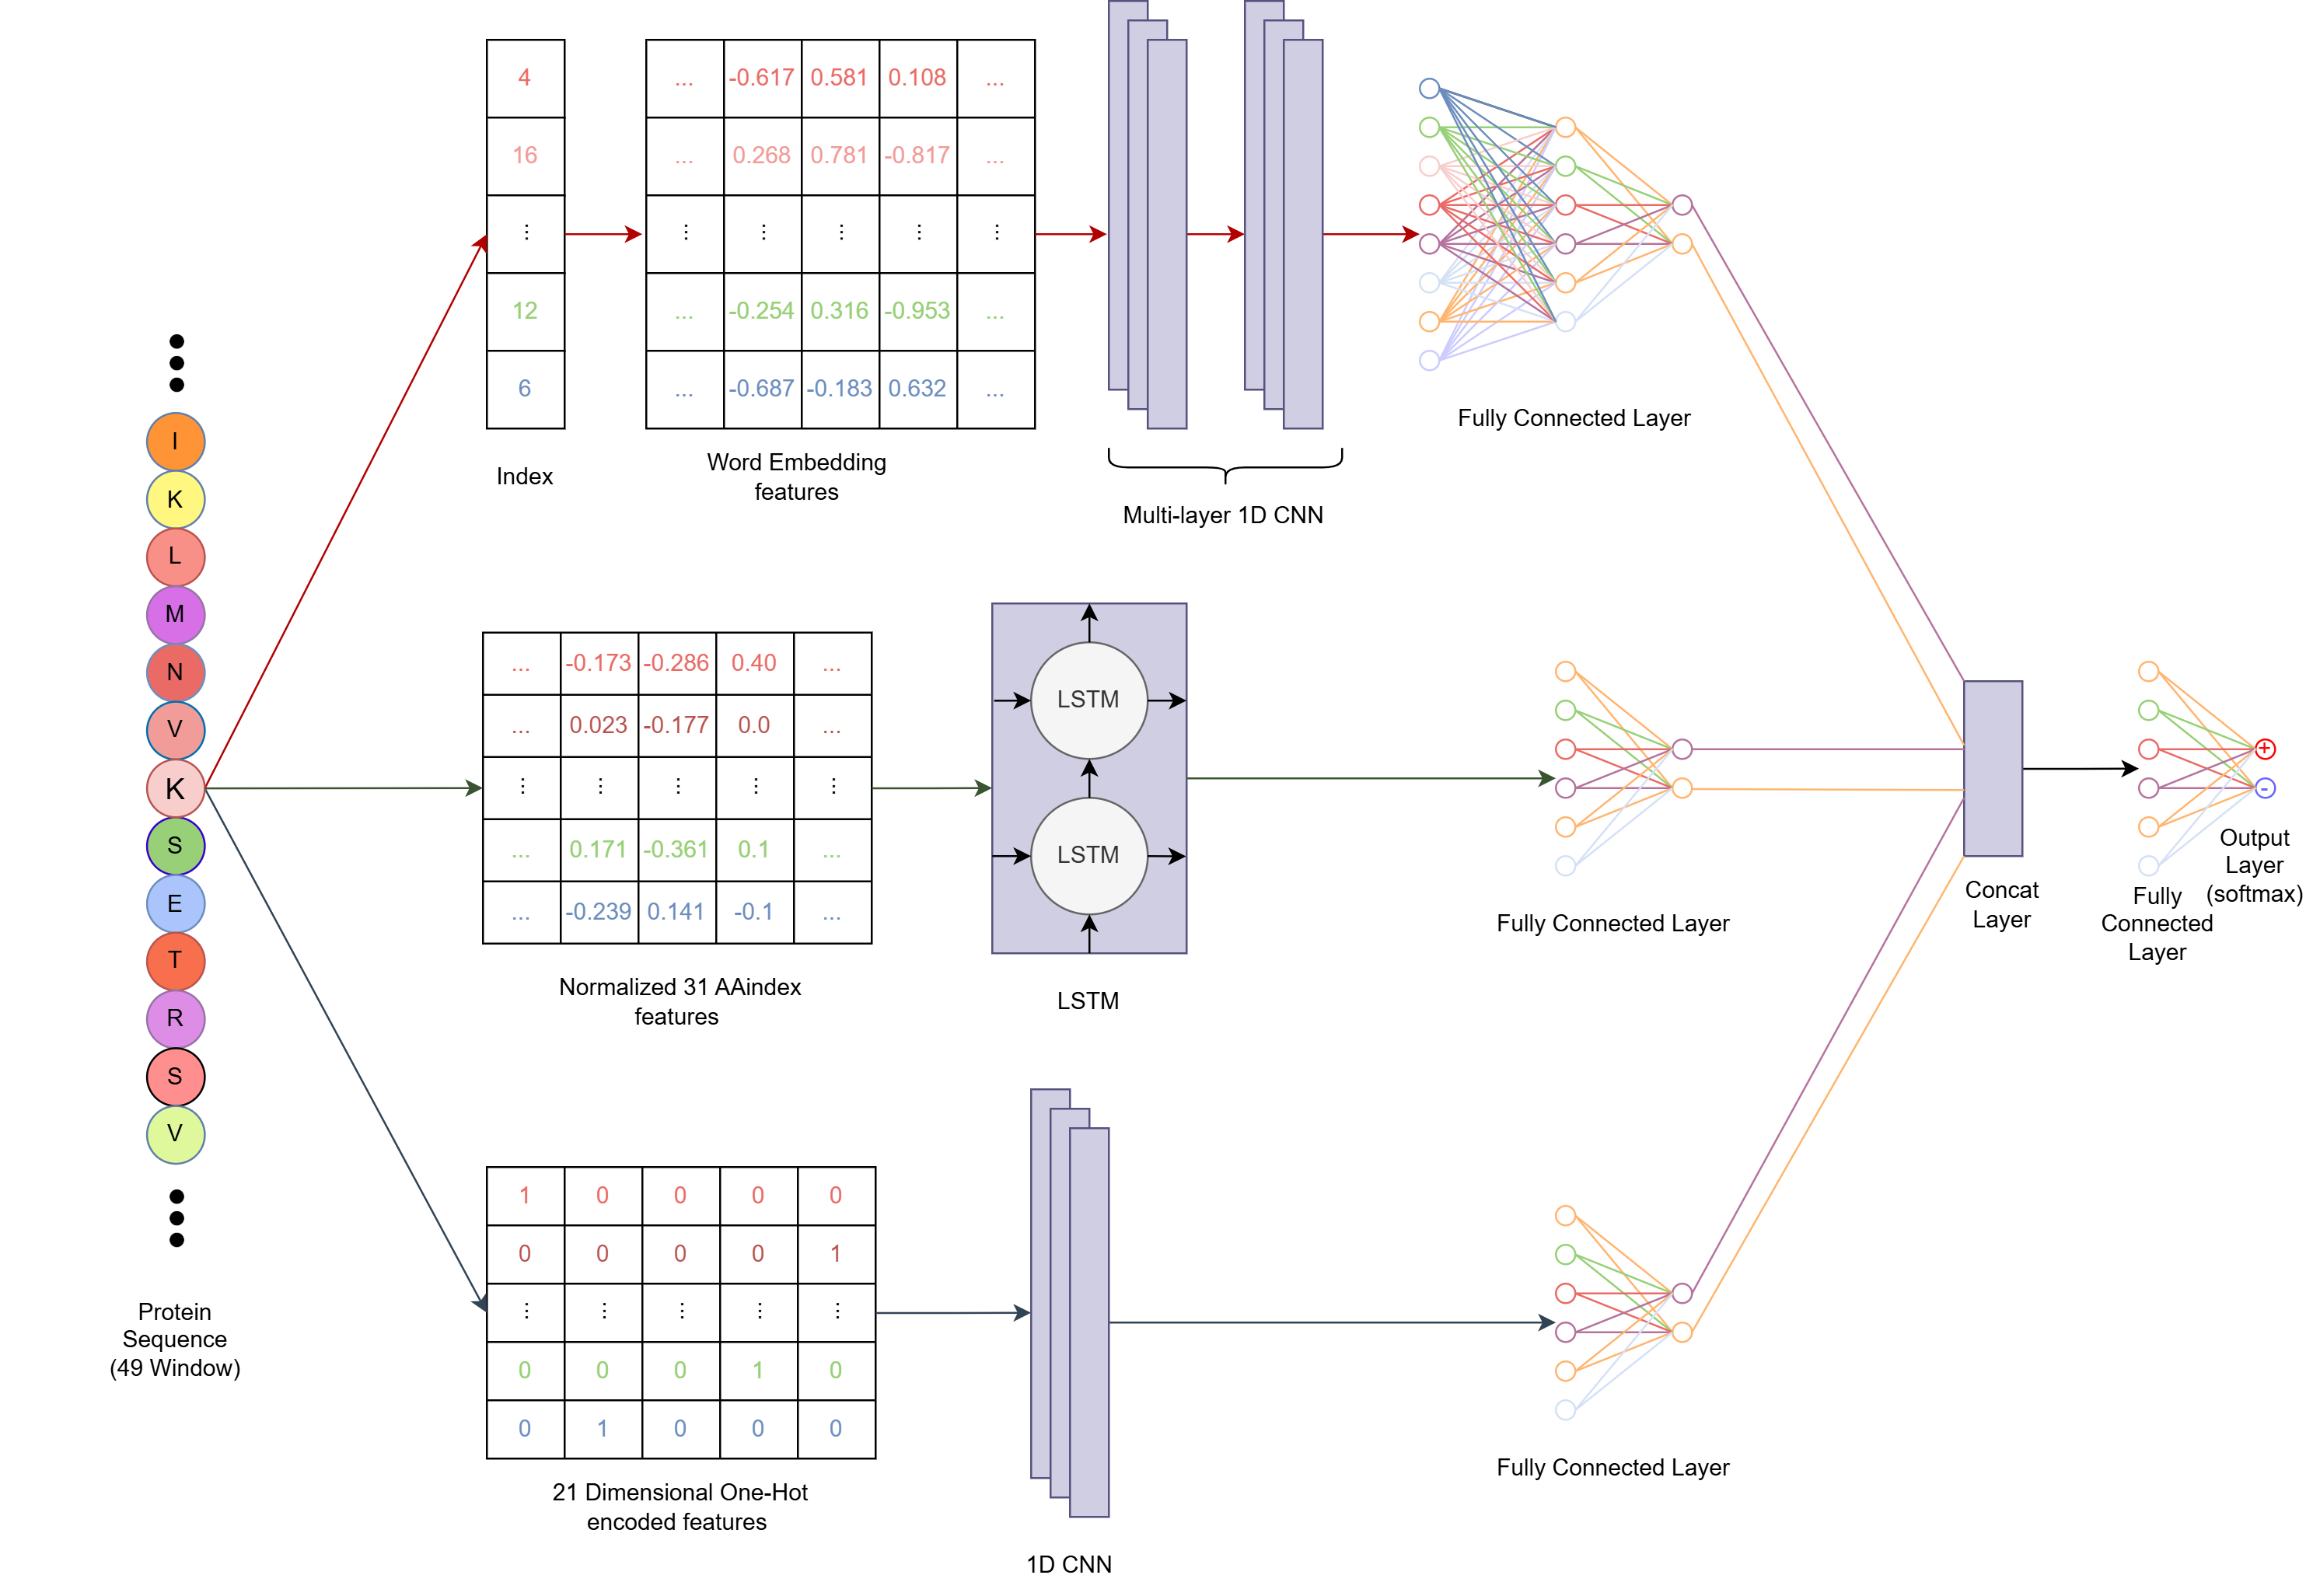 I
K
L
M
N
V
K
S
E
T
R
S
V
Protein
Sequence
(49 Window)
4
16
⋮
12
6
Index
... -0.617 0.581 0.108 ...
... 0.268 0.781 -0.817 ...
⋮ ⋮ ⋮ ⋮ ⋮
... -0.254 0.316 -0.953 ...
... -0.687 -0.183 0.632 ...
Word Embedding
features
Multi-layer 1D CNN
Fully Connected Layer
... -0.173 -0.286 0.40 ...
... 0.023 -0.177 0.0 ...
⋮ ⋮ ⋮ ⋮ ⋮
... 0.171 -0.361 0.1 ...
... -0.239 0.141 -0.1 ...
Normalized 31 AAindex
features
LSTM
LSTM
LSTM
Fully Connected Layer
1 0 0 0 0
0 0 0 0 1
⋮ ⋮ ⋮ ⋮ ⋮
0 0 0 1 0
0 1 0 0 0
21 Dimensional One-Hot
encoded features
1D CNN
Fully Connected Layer
Concat
Layer
Fully
Connected
Layer
+
-
Output
Layer
(softmax)